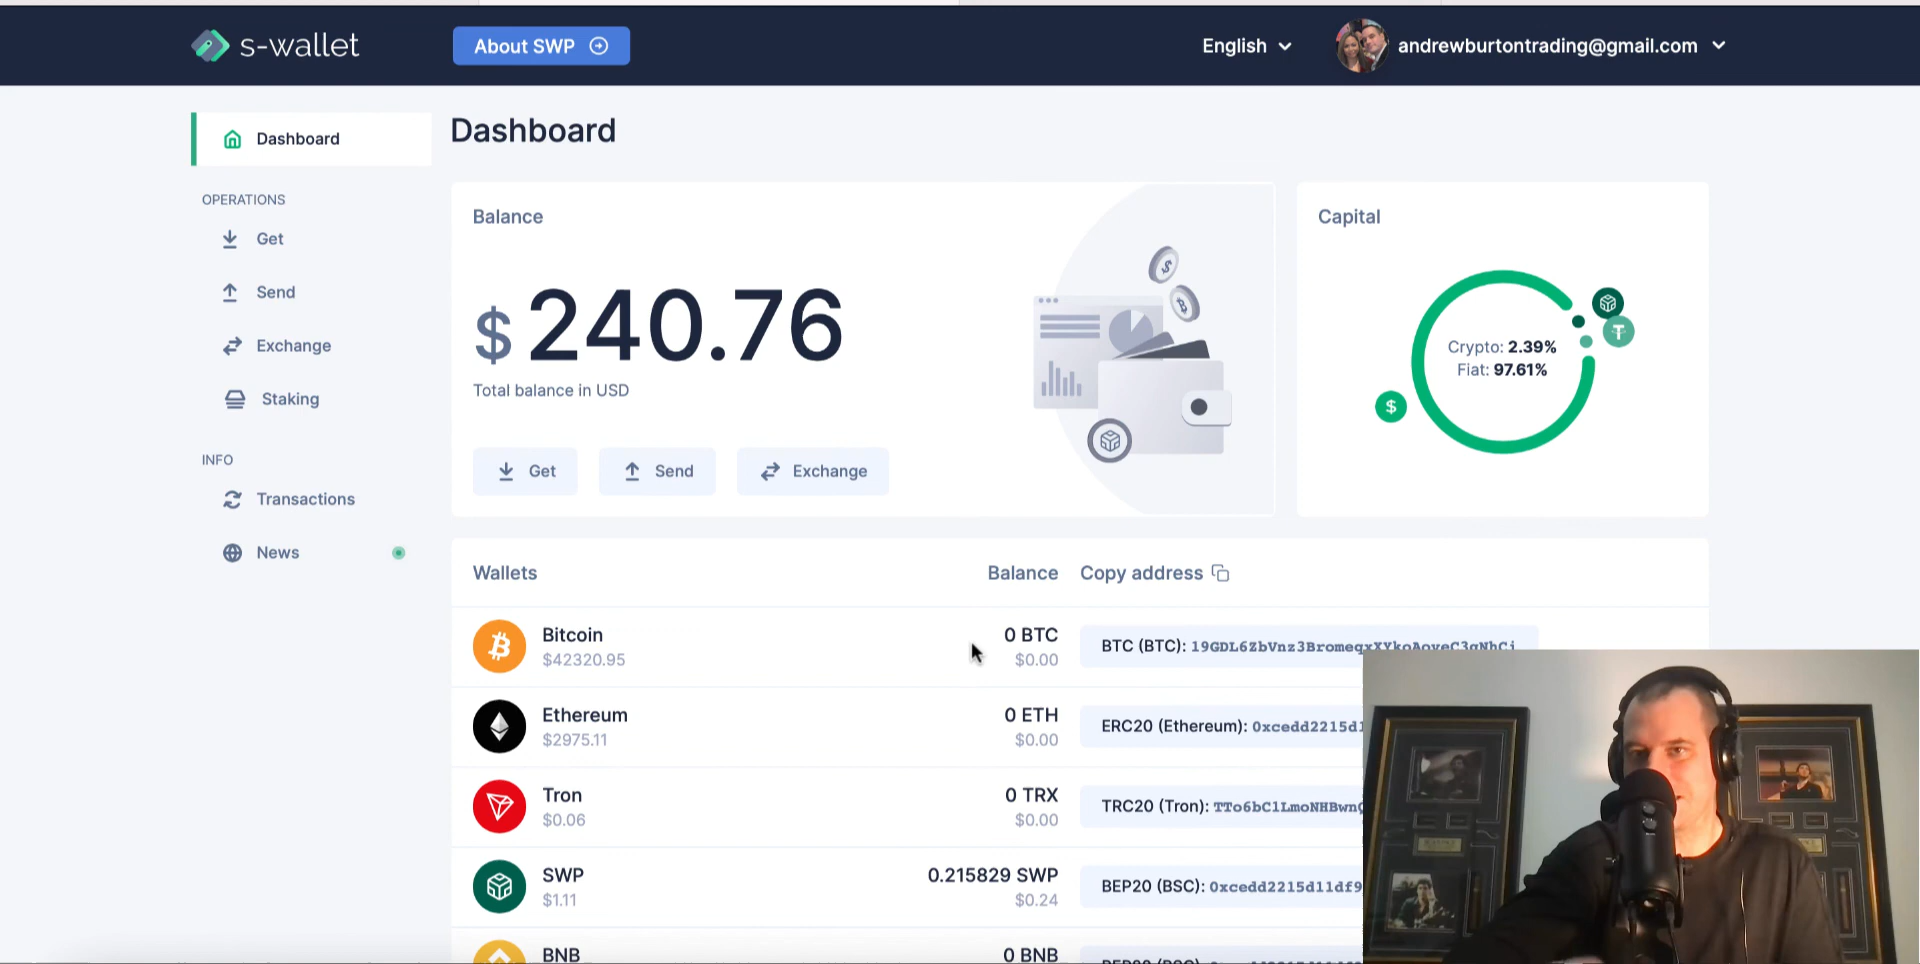 s-wallet
About SWP
English
andrewburtontrading@gmail.com
Dashboard
OPERATIONS
Get
Send
Exchange
Staking
INFO
Transactions
News
Dashboard
Balance
$ 240.76
Total balance in USD
Get Send Exchange
Capital
Crypto: 2.39%
Fiat: 97.61%
Wallets Balance Copy address
Bitcoin 0 BTC BTC (BTC):
$42320.95 $0.00
Ethereum 0 ETH ERC20 (Ethereum): 0xcedd2215d1
$2975.11 $0.00
Tron 0 TRX TRC20 (Tron):
$0.06 $0.00
SWP 0.215829 SWP BEP20 (BSC): 0xcedd2215d11df9
$1.11 $0.24
BNB 0 BNB